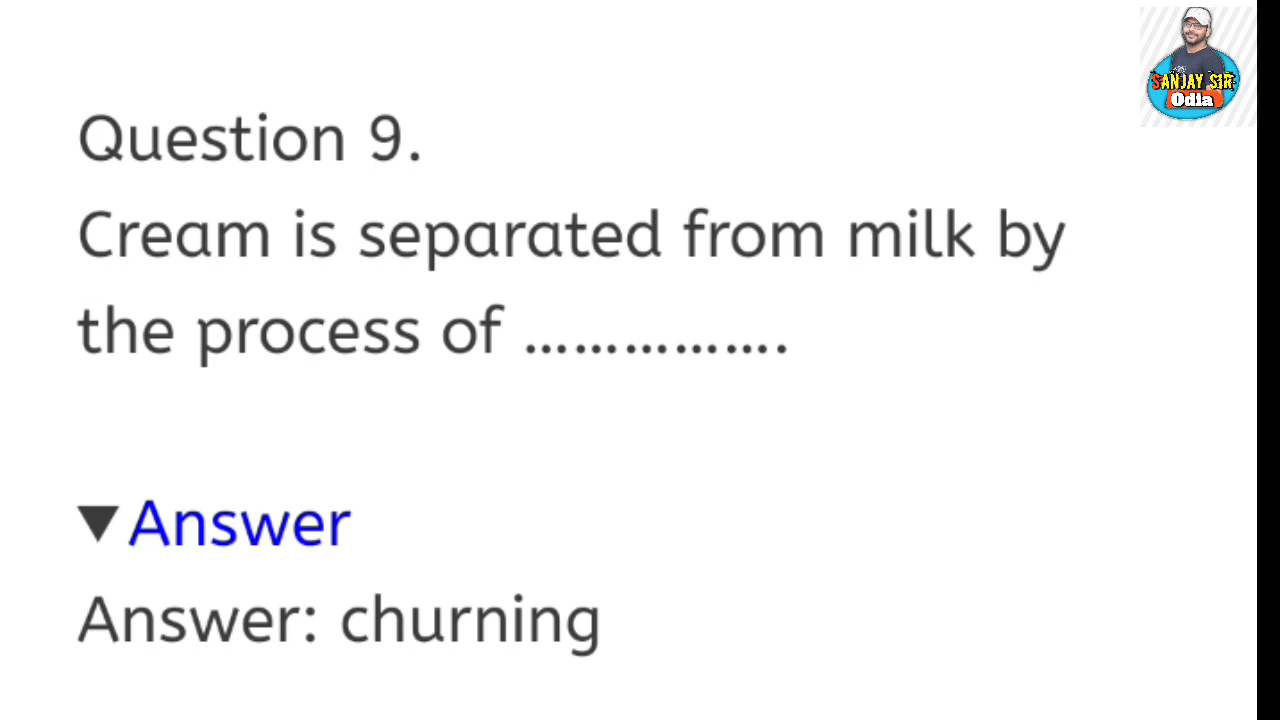 SANJAY SIR
Odia
Question 9.
Cream is separated from milk by
the process of …………….
▼Answer
Answer: churning